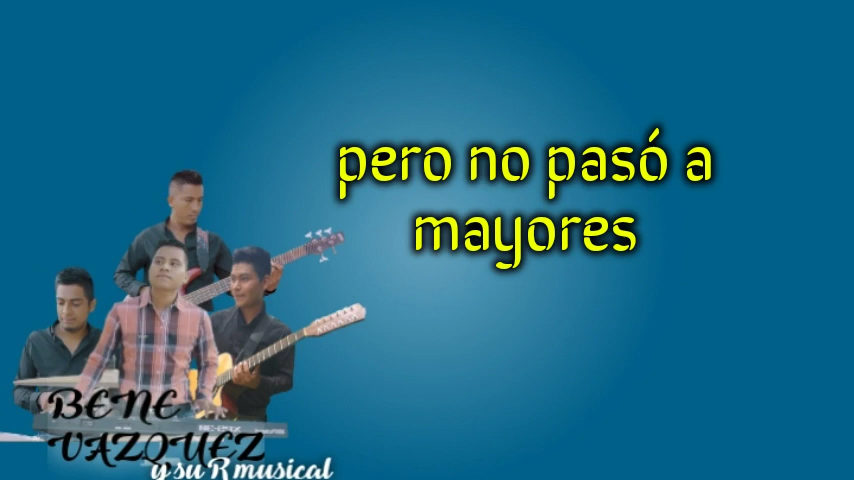 pero no pasó a
mayores
BENE
VAZQUEZ
y su R musical